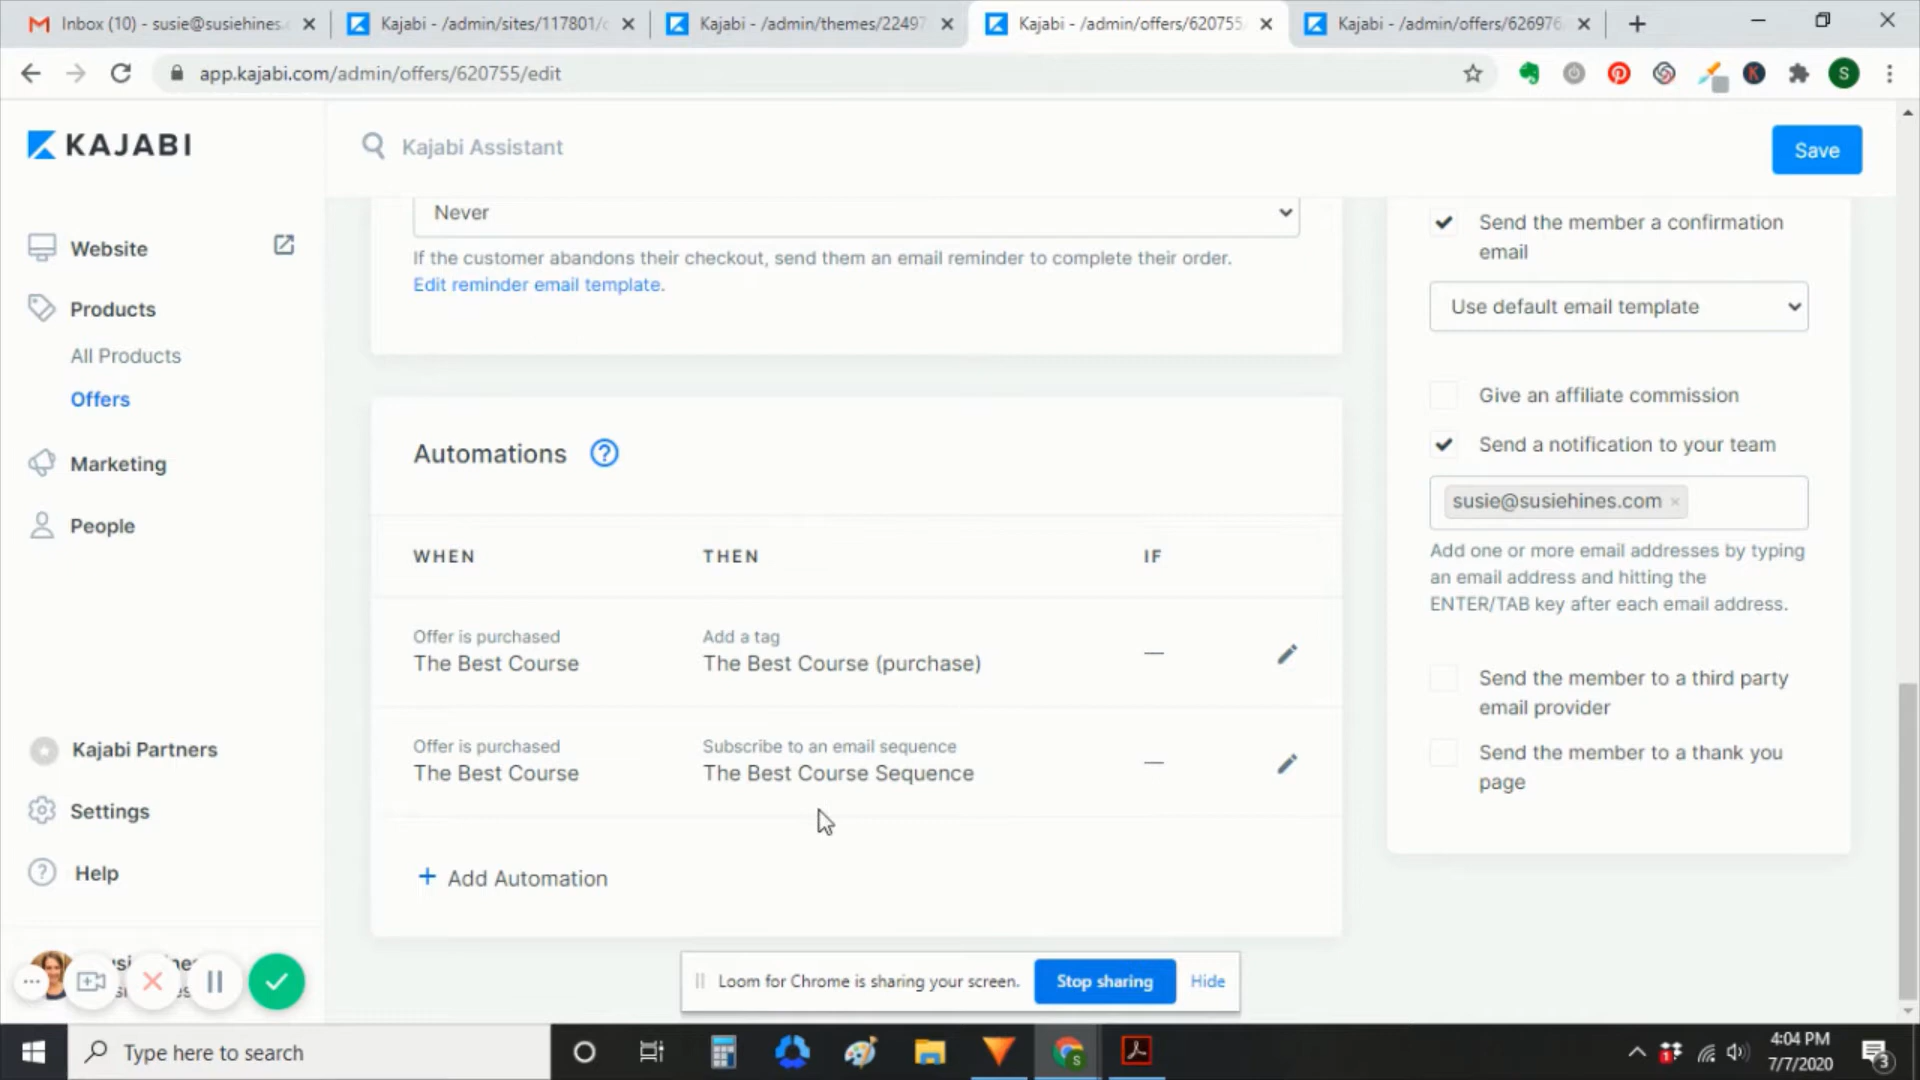 Inbox (10) - susie@susiehines.
Kajabi - /admin/sites/117801/c
Kajabi - /admin/themes/22497
Kajabi - /admin/offers/620755
Kajabi - /admin/offers/626976
app.kajabi.com/admin/offers/620755/edit
S
KAJABI
Kajabi Assistant
Save
Website
Products
All Products
Offers
Marketing
People
Kajabi Partners
Settings
Help
Never
If the customer abandons their checkout, send them an email reminder to complete their order.
Edit reminder email template.
Automations ?
WHEN THEN IF
Offer is purchased Add a tag
The Best Course The Best Course (purchase) —
Offer is purchased Subscribe to an email sequence
The Best Course The Best Course Sequence —
+ Add Automation
Send the member a confirmation
email
Use default email template
Give an affiliate commission
Send a notification to your team
susie@susiehines.com ×
Add one or more email addresses by typing
an email address and hitting the
ENTER/TAB key after each email address.
Send the member to a third party
email provider
Send the member to a thank you
page
Loom for Chrome is sharing your screen. Stop sharing Hide
Type here to search
4:04 PM
7/7/2020
3